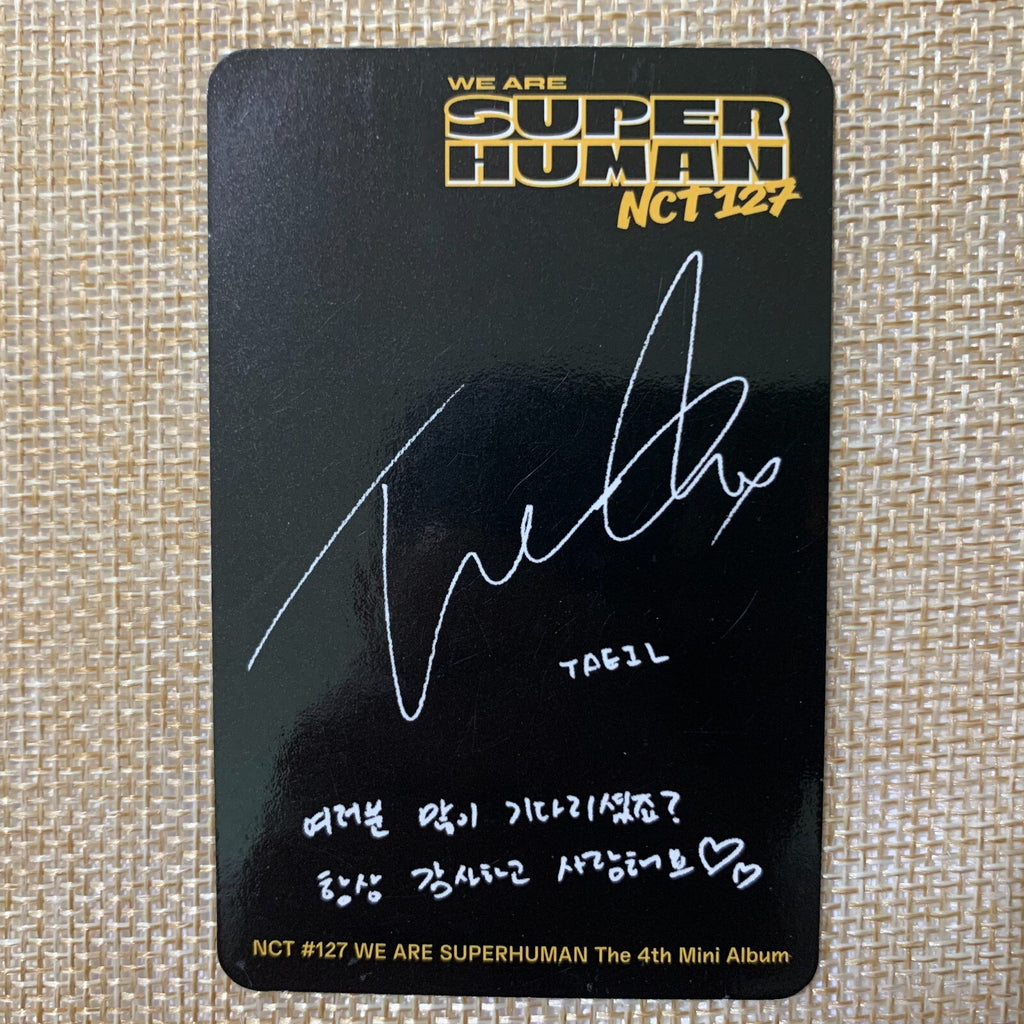 WE ARE
SUPER
HUMAN
NCT 127
TAEIL
여러분 많이 기다리셨죠?
항상 감사하고 사랑해요♡♡
NCT #127 WE ARE SUPERHUMAN The 4th Mini Album